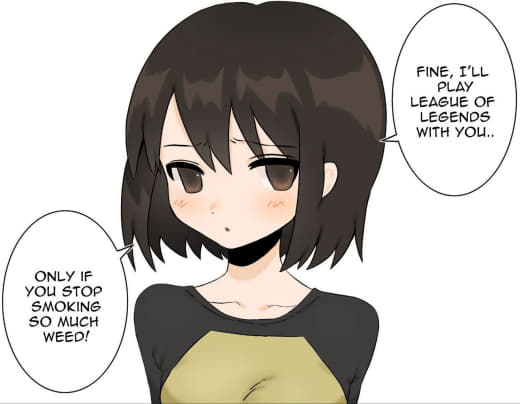 FINE, I'LL
PLAY
LEAGUE OF
LEGENDS
WITH YOU..
ONLY IF
YOU STOP
SMOKING
SO MUCH
WEED!